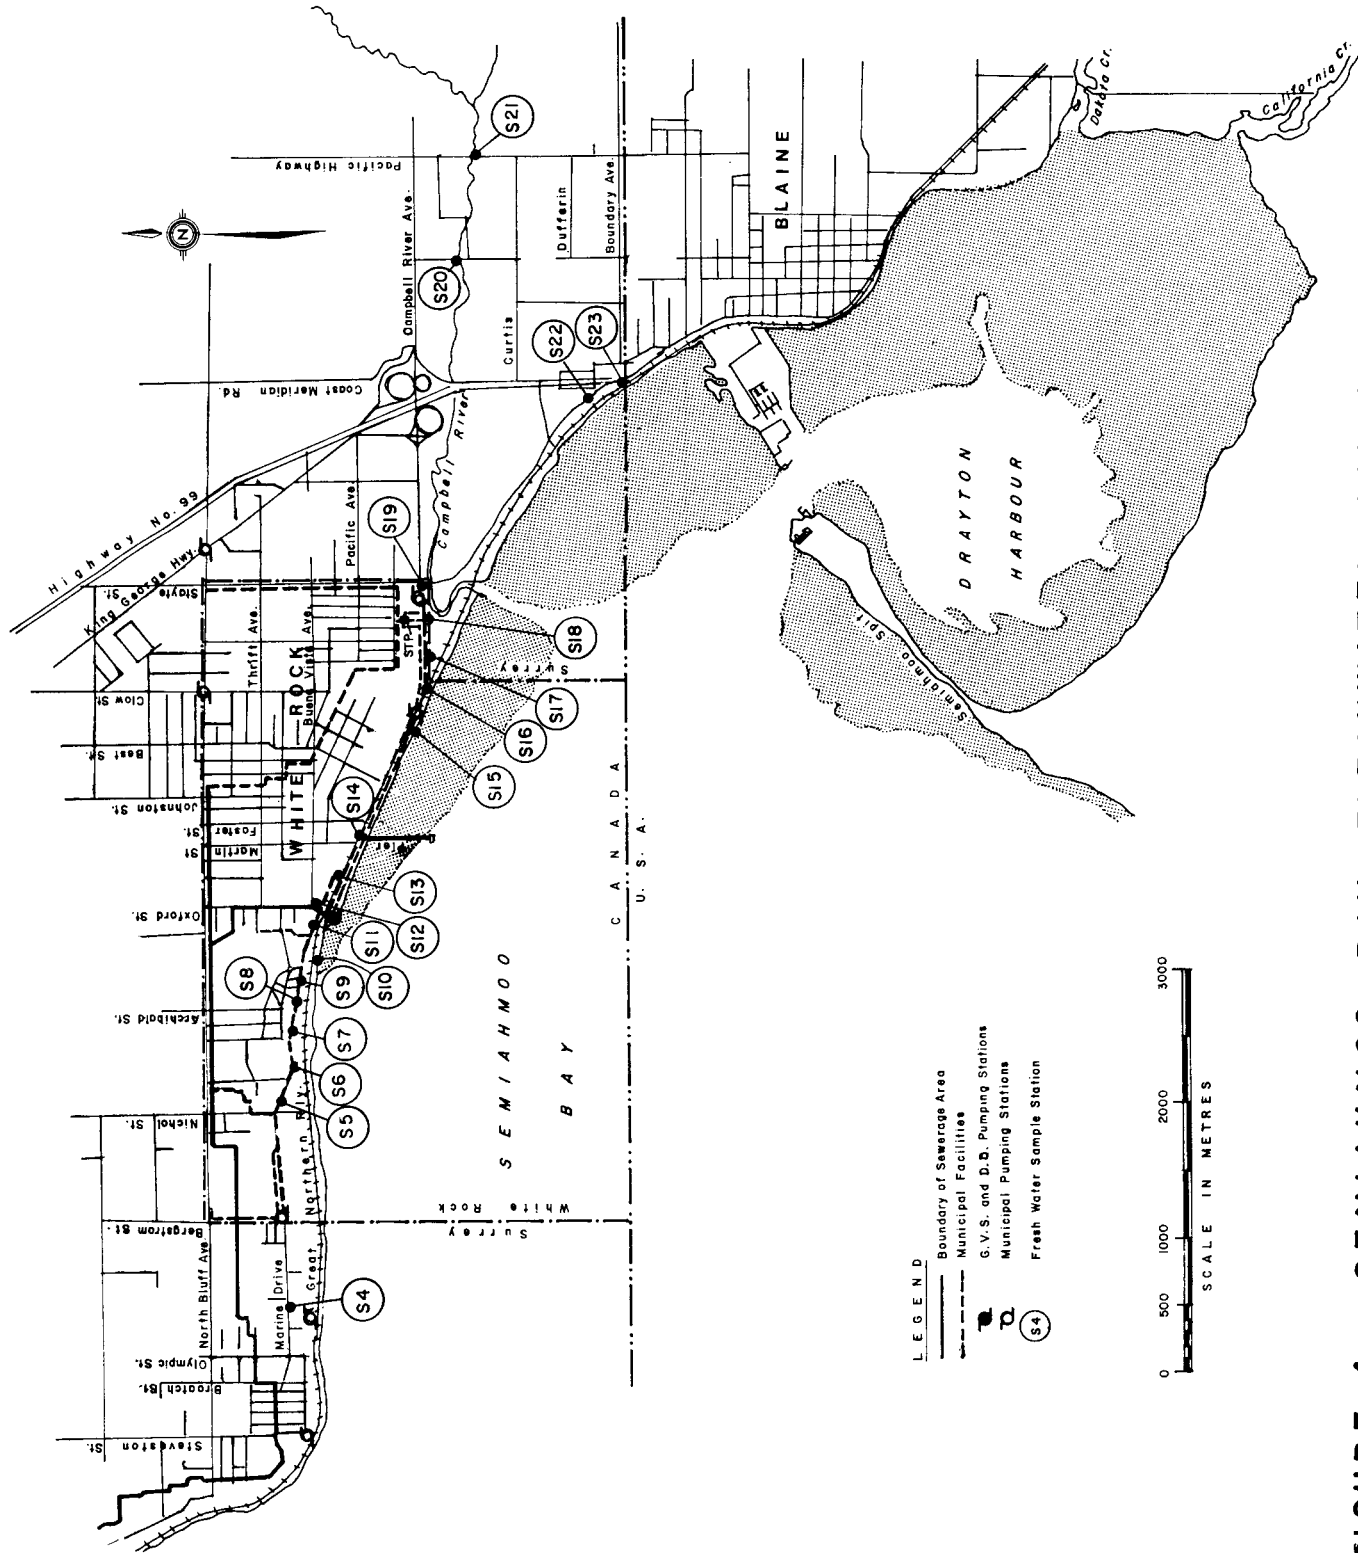 Highway No. 99
King George Hwy.
Stayte St.
Clow St.
Best St.
Johnston St.
Foster St.
Martin St.
Oxford St.
Archibald St.
Nichol St.
Bergstrom St.
Olympic St.
Braatch St.
Steveston St.
North Bluff Ave.
Marine Drive
Great Northern Rly.
Thrift Ave.
Buena Vista Ave.
Pacific Ave.
WHITE ROCK
Coast Meridian Rd.
Campbell River Ave.
Pacific Highway
Campbell River
Curtis
Dufferin
Boundary Ave.
BLAINE
N
STP
Pier
Surrey
White Rock
Surrey
S4
S5
S6
S7
S8
S9
S10
S11
S12
S13
S14
S15
S16
S17
S18
S19
S20
S21
S22
S23
SEMIAHMOO
BAY
CANADA
U. S. A.
DRAYTON
HARBOUR
Semiahmoo Spit
Dakota Cr.
California Cr.
LEGEND
Boundary of Sewerage Area
Municipal Facilities
G.V.S. and D.D. Pumping Stations
Municipal Pumping Stations
S4
Fresh Water Sample Station
0 500 1000 2000 3000
SCALE IN METRES